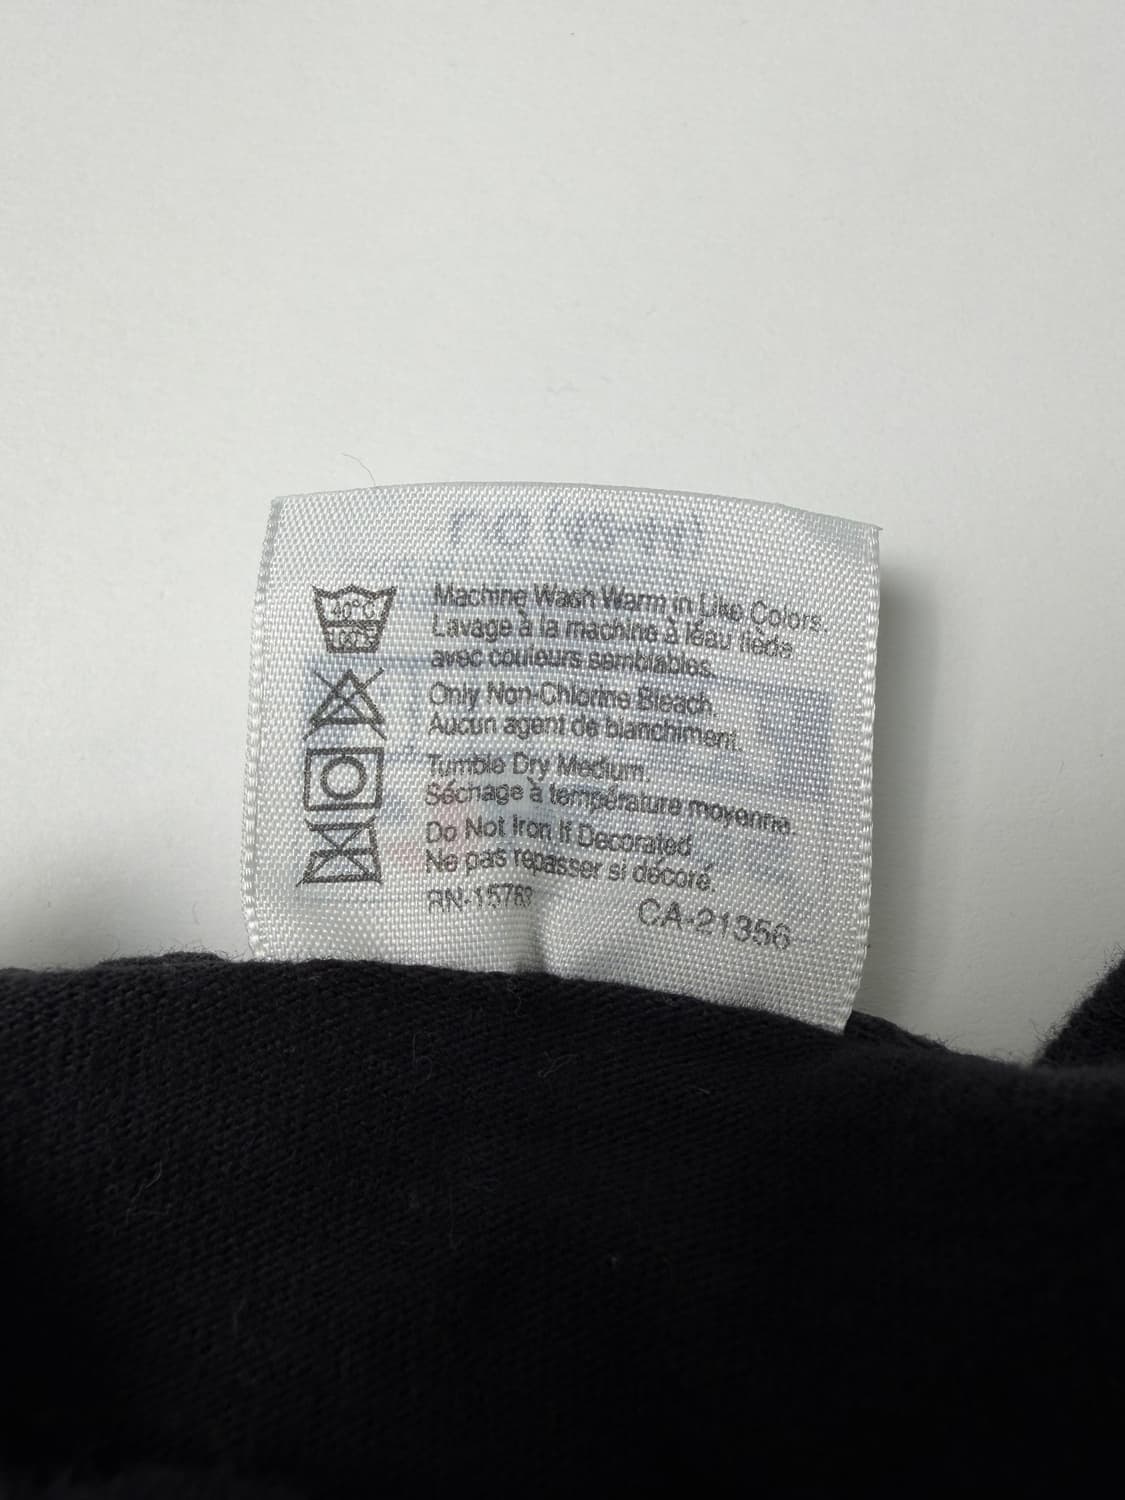 40°C
Machine Wash Warm in Like Colors.
Lavage à la machine à léau tiède
avec couleurs semblables.
Only Non-Chlorine Bleach.
Aucun agent de blanchiment.
Tumble Dry Medium.
Séchage à température moyenne.
Do Not Iron If Decorated
Ne pas repasser si décoré.
CA-21356